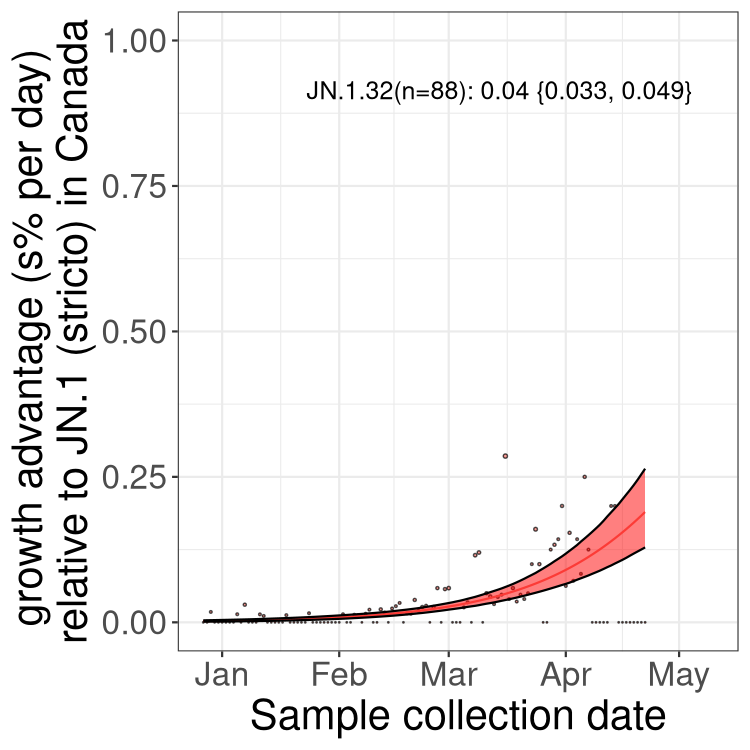 growth advantage (s% per day)
relative to JN.1 (stricto) in Canada
1.00
0.75
0.50
0.25
0.00
JN.1.32(n=88): 0.04 {0.033, 0.049}
Jan Feb Mar Apr May
Sample collection date